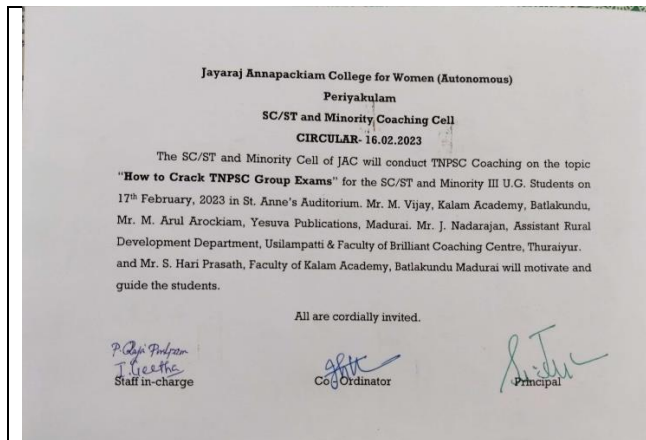 Jayaraj Annapackiam College for Women (Autonomous)
Periyakulam
SC/ST and Minority Coaching Cell
CIRCULAR- 16.02.2023
The SC/ST and Minority Cell of JAC will conduct TNPSC Coaching on the topic
"How to Crack TNPSC Group Exams" for the SC/ST and Minority III U.G. Students on
17th February, 2023 in St. Anne's Auditorium. Mr. M. Vijay, Kalam Academy, Batlakundu,
Mr. M. Arul Arockiam, Yesuva Publications, Madurai. Mr. J. Nadarajan, Assistant Rural
Development Department, Usilampatti & Faculty of Brilliant Coaching Centre, Thuraiyur.
and Mr. S. Hari Prasath, Faculty of Kalam Academy, Batlakundu Madurai will motivate and
guide the students.
All are cordially invited.
I. Geetha
Staff in-charge Co-Ordinator Principal